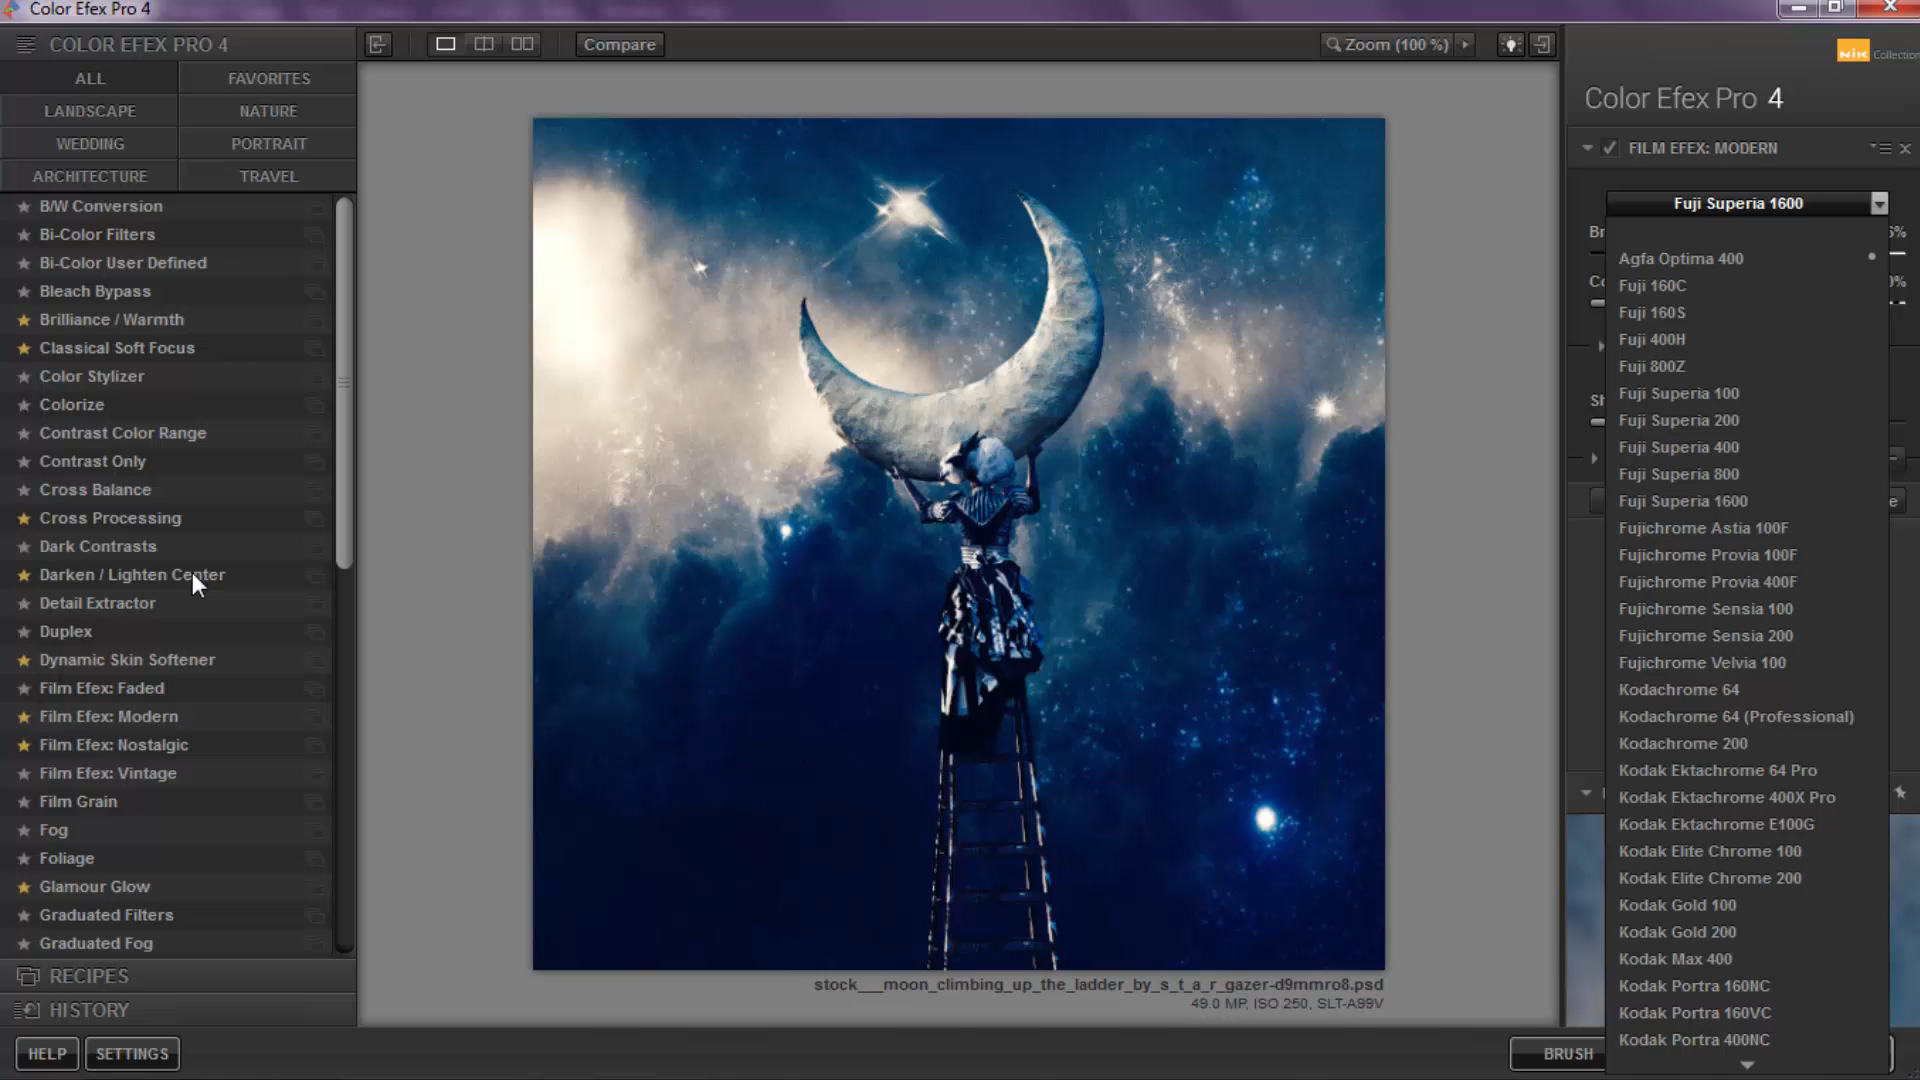 Color Efex Pro 4
COLOR EFEX PRO 4
ALL
FAVORITES
LANDSCAPE
NATURE
WEDDING
PORTRAIT
ARCHITECTURE
TRAVEL
B/W Conversion
Bi-Color Filters
Bi-Color User Defined
Bleach Bypass
Brilliance / Warmth
Classical Soft Focus
Color Stylizer
Colorize
Contrast Color Range
Contrast Only
Cross Balance
Cross Processing
Dark Contrasts
Darken / Lighten Center
Detail Extractor
Duplex
Dynamic Skin Softener
Film Efex: Faded
Film Efex: Modern
Film Efex: Nostalgic
Film Efex: Vintage
Film Grain
Fog
Foliage
Glamour Glow
Graduated Filters
Graduated Fog
RECIPES
HISTORY
HELP
SETTINGS
Compare
Zoom (100 %)
stock___moon_climbing_up_the_ladder_by_s_t_a_r_gazer-d9mmro8.psd
49.0 MP, ISO 250, SLT-A99V
Nik Collection
Color Efex Pro 4
FILM EFEX: MODERN
Fuji Superia 1600
Br
%
Agfa Optima 400
Co
%
Fuji 160C
Fuji 160S
Fuji 400H
Fuji 800Z
Sh
Fuji Superia 100
Fuji Superia 200
Fuji Superia 400
Fuji Superia 800
Fuji Superia 1600
e
Fujichrome Astia 100F
Fujichrome Provia 100F
Fujichrome Provia 400F
Fujichrome Sensia 100
Fujichrome Sensia 200
Fujichrome Velvia 100
Kodachrome 64
Kodachrome 64 (Professional)
Kodachrome 200
Kodak Ektachrome 64 Pro
Kodak Ektachrome 400X Pro
Kodak Ektachrome E100G
Kodak Elite Chrome 100
Kodak Elite Chrome 200
Kodak Gold 100
Kodak Gold 200
Kodak Max 400
Kodak Portra 160NC
Kodak Portra 160VC
Kodak Portra 400NC
BRUSH